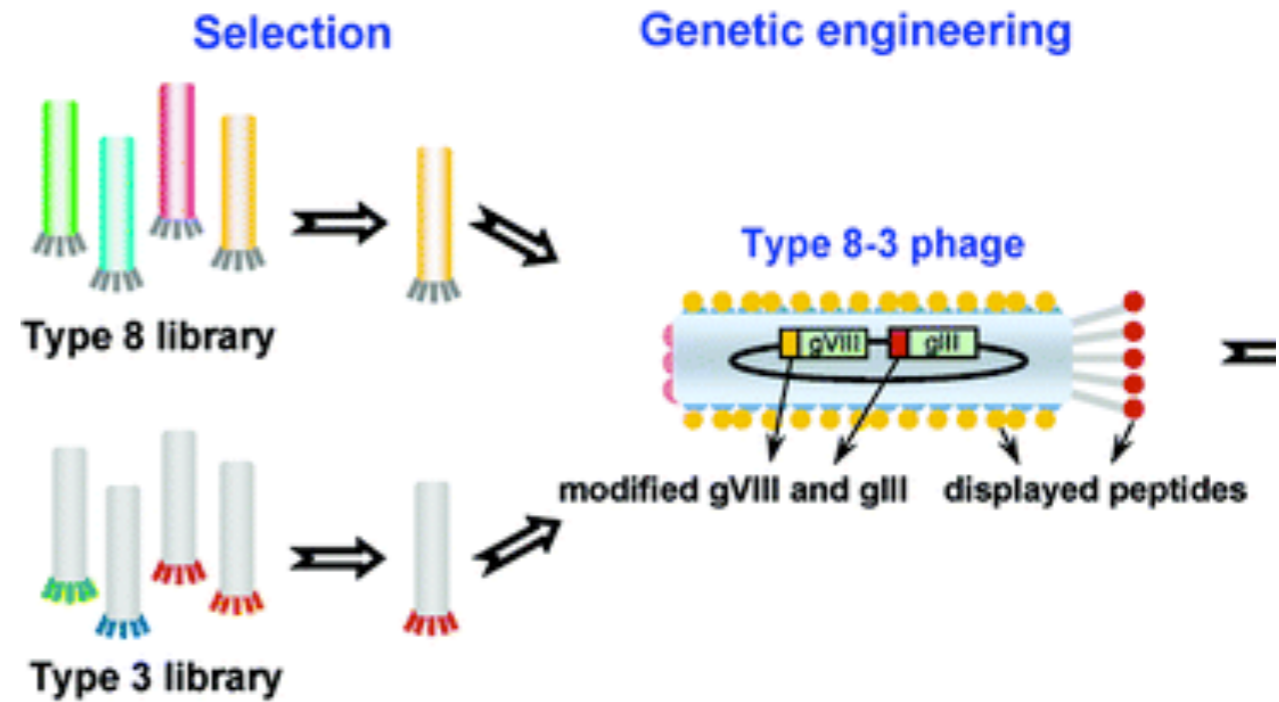 Selection
Genetic engineering
Type 8 library
Type 8-3 phage
gVIII
gIII
modified gVIII and gIII
displayed peptides
Type 3 library